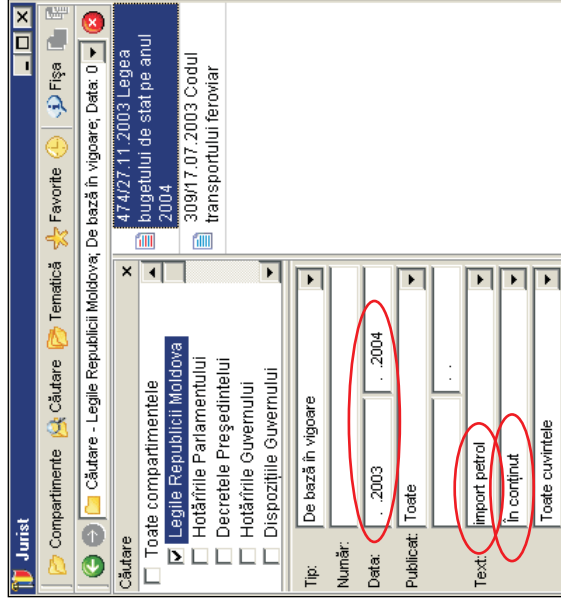 Jurist
Compartimente Căutare Tematică Favorite Fişa
Căutare - Legile Republicii Moldova; De bază în vigoare; Data: 0
Căutare
Toate compartimentele
Legile Republicii Moldova
Hotărîrile Parlamentului
Decretele Preşedintelui
Hotărîrile Guvernului
Dispoziţiile Guvernului
Tip: De bază în vigoare
Număr:
Data: . .2003 . .2004
Publicat: Toate
. .
Text: import petrol
În conţinut
Toate cuvintele
474/27.11.2003 Legea
bugetului de stat pe anul
2004
309/17.07.2003 Codul
transportului feroviar